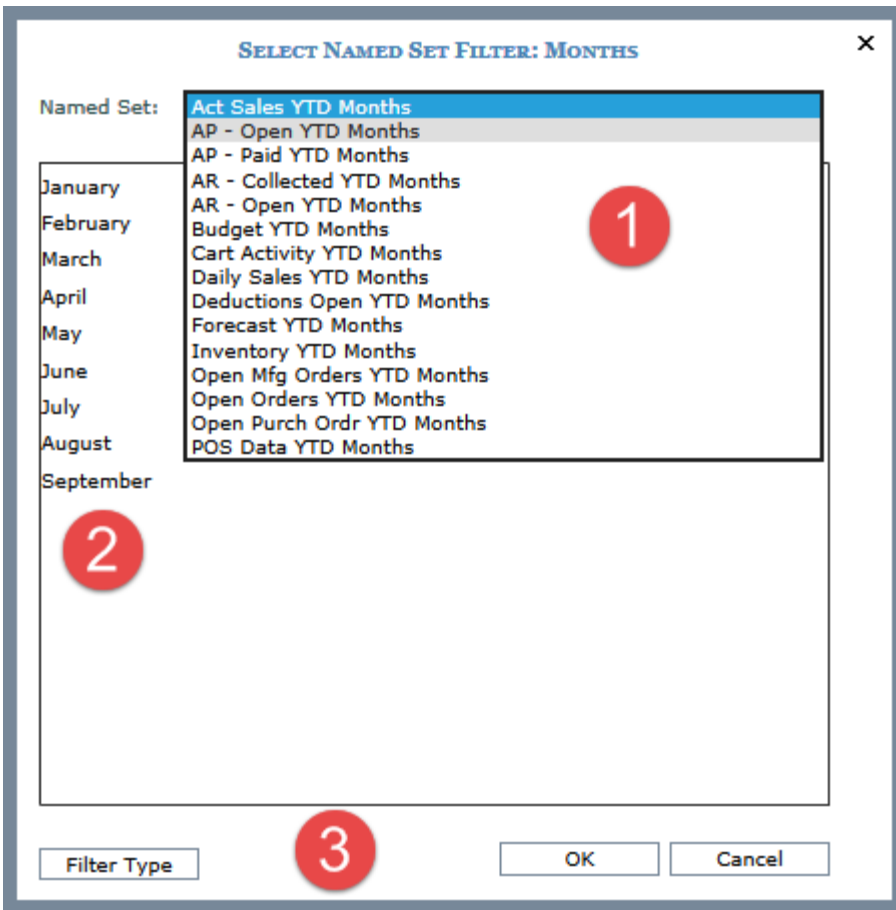 SELECT NAMED SET FILTER: MONTHS
×
Named Set:
Act Sales YTD Months
AP - Open YTD Months
AP - Paid YTD Months
AR - Collected YTD Months
AR - Open YTD Months
Budget YTD Months
Cart Activity YTD Months
Daily Sales YTD Months
Deductions Open YTD Months
Forecast YTD Months
Inventory YTD Months
Open Mfg Orders YTD Months
Open Orders YTD Months
Open Purch Ordr YTD Months
POS Data YTD Months
1
January
February
March
April
May
June
July
August
September
2
3
Filter Type
OK
Cancel